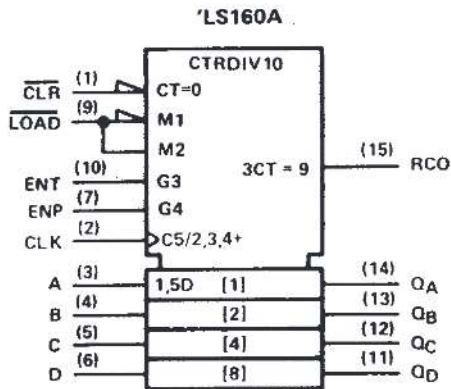 'LS160A
CTRDIV10
CLR (1) CT=0
LOAD (9) M1
M2
(15)
3CT = 9 RCO
ENT (10) G3
ENP (7) G4
CLK (2) C5/2,3,4+
A (3) 1,5D [1] (14) QA
B (4) [2] (13) QB
C (5) [4] (12) QC
D (6) [8] (11) QD